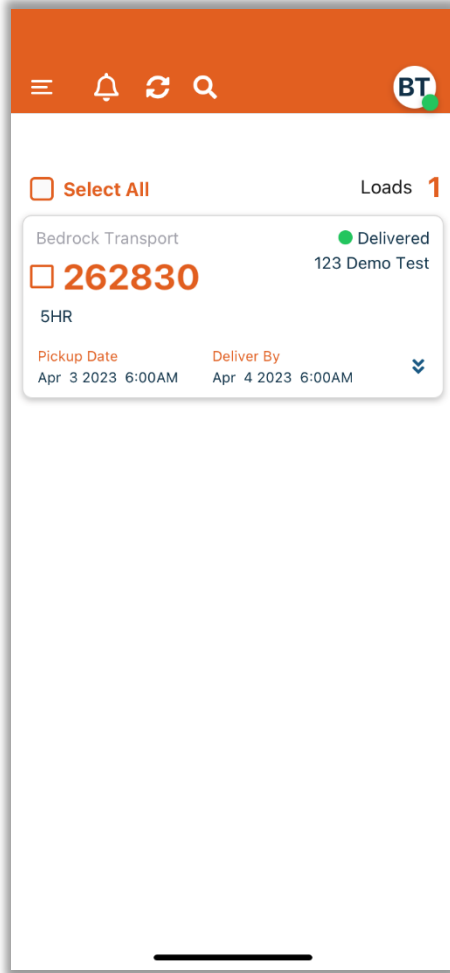 BT
Select All
Loads 1
Bedrock Transport
Delivered
262830
123 Demo Test
5HR
Pickup Date
Deliver By
Apr 3 2023 6:00AM
Apr 4 2023 6:00AM